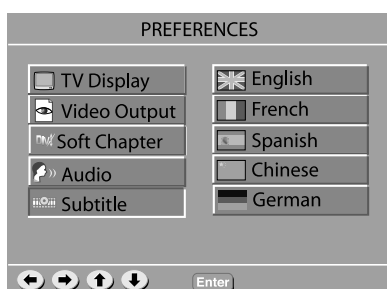 PREFERENCES
TV Display
Video Output
Soft Chapter
Audio
Subtitle
English
French
Spanish
Chinese
German
Enter